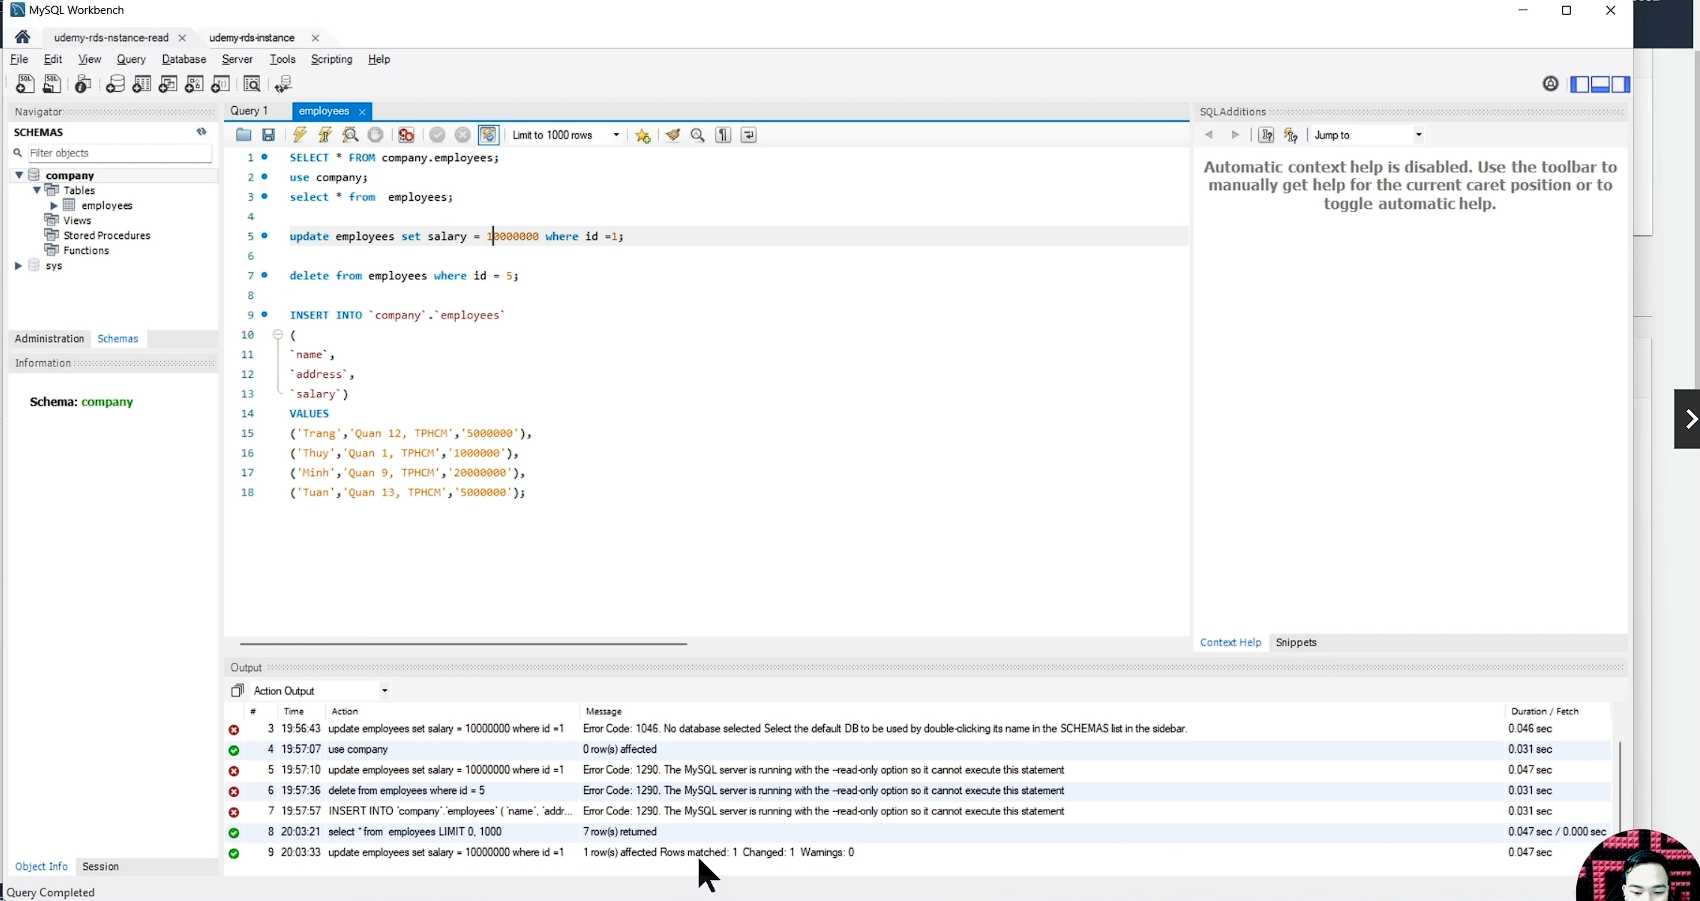 MySQL Workbench
udemy-rds-nstance-read
udemy-rds-instance
File Edit View Query Database Server Tools Scripting Help
Navigator
SCHEMAS
Filter objects
company
Tables
employees
Views
Stored Procedures
Functions
sys
Administration Schemas
Information
Schema: company
Object Info Session
Query Completed
Query 1 employees
Limit to 1000 rows
1 SELECT * FROM company.employees;
2 use company;
3 select * from employees;
4
5 update employees set salary = 10000000 where id =1;
6
7 delete from employees where id = 5;
8
9 INSERT INTO `company`.`employees`
10 (
11 `name`,
12 `address`,
13 `salary`)
14 VALUES
15 ('Trang','Quan 12, TPHCM','5000000'),
16 ('Thuy','Quan 1, TPHCM','1000000'),
17 ('Minh','Quan 9, TPHCM','20000000'),
18 ('Tuan','Quan 13, TPHCM','5000000');
SQLAdditions
Jump to
Automatic context help is disabled. Use the toolbar to
manually get help for the current caret position or to
toggle automatic help.
Context Help Snippets
Output
Action Output
# Time Action Message Duration / Fetch
3 19:56:43 update employees set salary = 10000000 where id =1 Error Code: 1046. No database selected Select the default DB to be used by double-clicking its name in the SCHEMAS list in the sidebar. 0.046 sec
4 19:57:07 use company 0 row(s) affected 0.031 sec
5 19:57:10 update employees set salary = 10000000 where id =1 Error Code: 1290. The MySQL server is running with the --read-only option so it cannot execute this statement 0.047 sec
6 19:57:36 delete from employees where id = 5 Error Code: 1290. The MySQL server is running with the --read-only option so it cannot execute this statement 0.031 sec
7 19:57:57 INSERT INTO `company`.`employees` ( `name`, `addr... Error Code: 1290. The MySQL server is running with the --read-only option so it cannot execute this statement 0.031 sec
8 20:03:21 select * from employees LIMIT 0, 1000 7 row(s) returned 0.047 sec / 0.000 sec
9 20:03:33 update employees set salary = 10000000 where id =1 1 row(s) affected Rows matched: 1 Changed: 1 Warnings: 0 0.047 sec